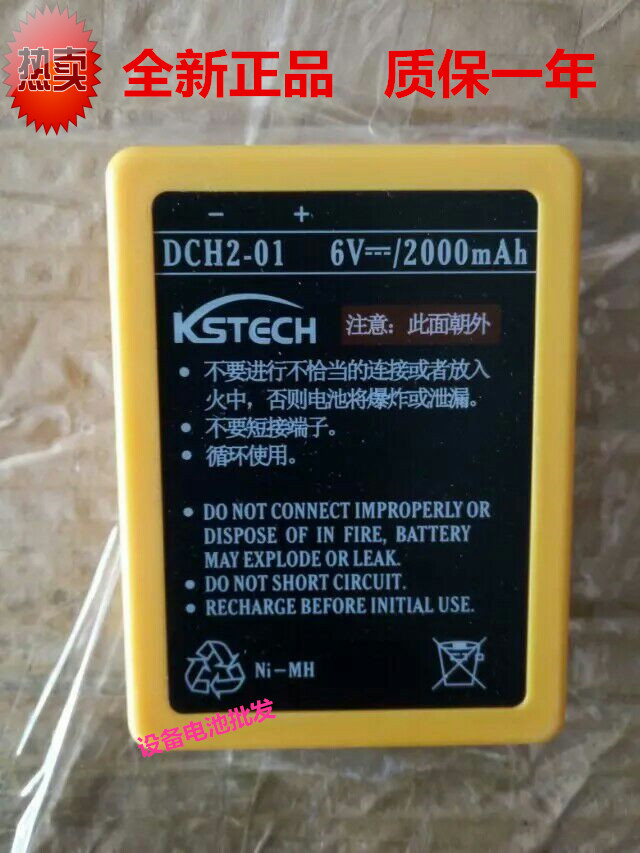 热卖 全新正品 质保一年
－ +
DCH2-01 6V⎓/2000mAh
KSTECH 注意：此面朝外
• 不要进行不恰当的连接或者放入
火中，否则电池将爆炸或泄漏。
• 不要短接端子。
• 循环使用。
• DO NOT CONNECT IMPROPERLY OR
DISPOSE OF IN FIRE, BATTERY
MAY EXPLODE OR LEAK.
• DO NOT SHORT CIRCUIT.
• RECHARGE BEFORE INITIAL USE.
Ni-MH
设备电池批发